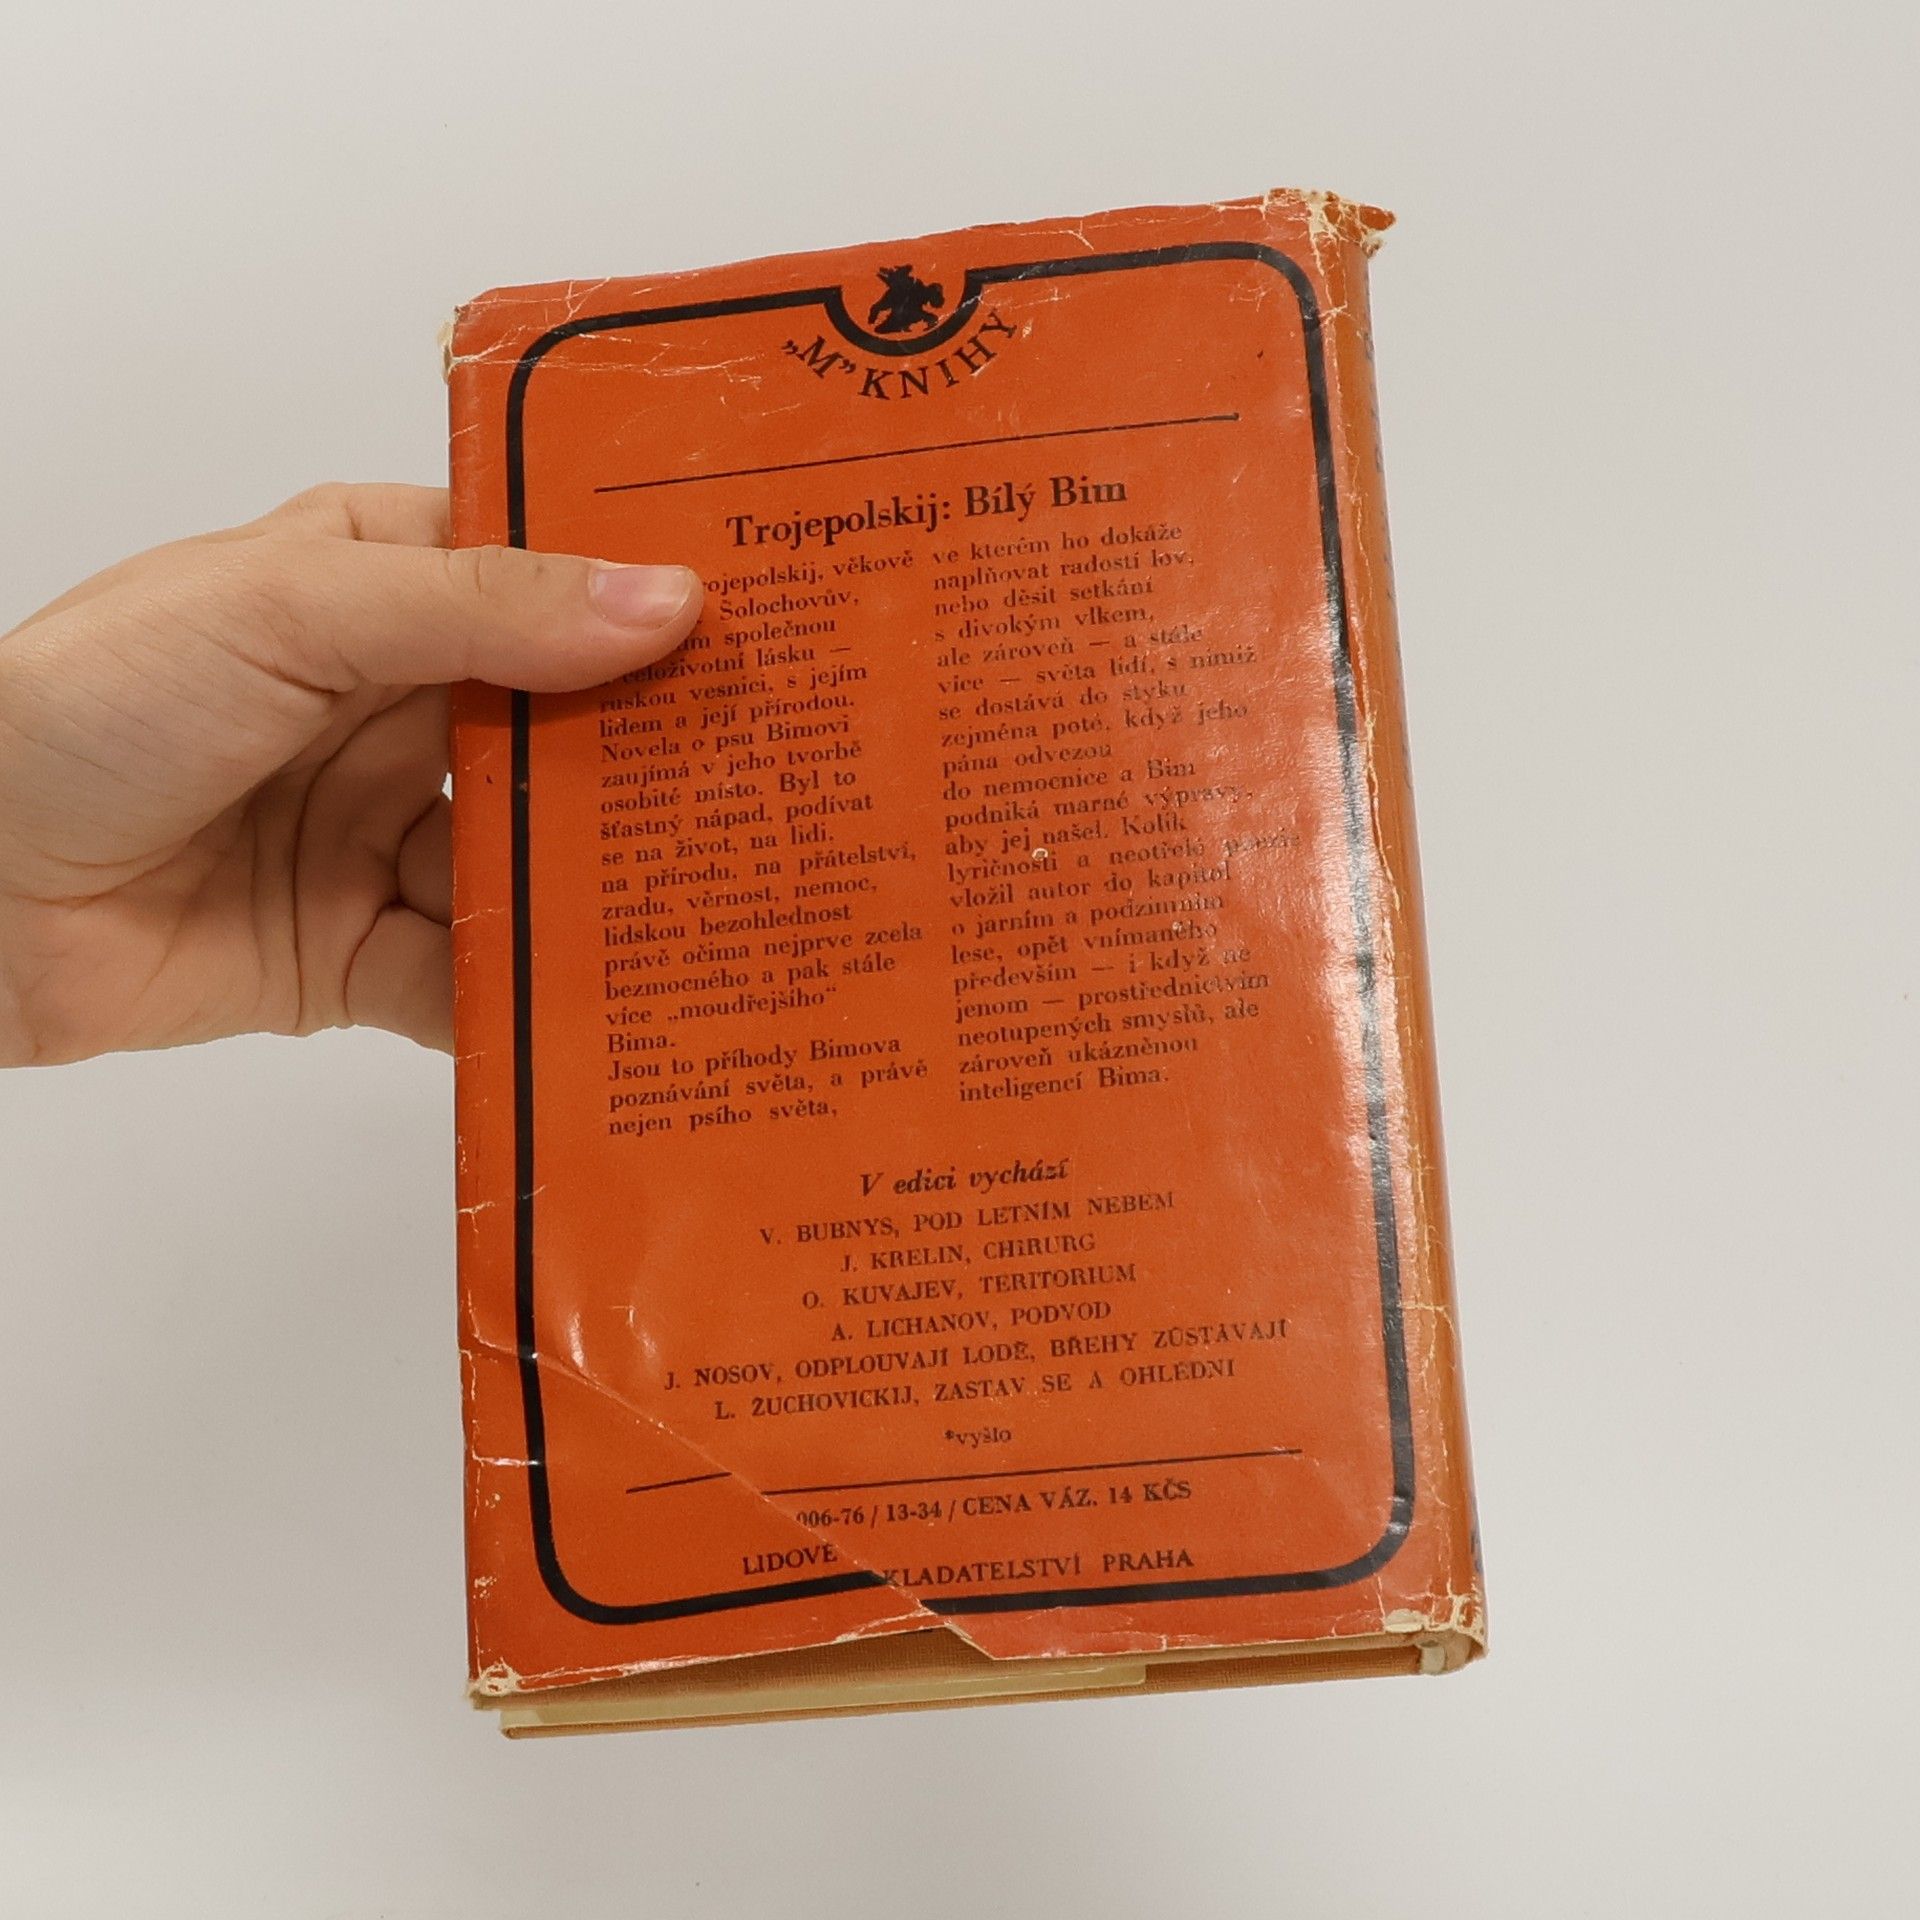 „M” KNIHY
Trojepolskij: Bílý Bim
rojepolskij, věkově
Šolochovův,
m společnou
celoživotní lásku —
ruskou vesnici, s jejím
lidem a její přírodou.
Novela o psu Bimovi
zaujímá v jeho tvorbě
osobité místo. Byl to
šťastný nápad, podívat
se na život, na lidi,
na přírodu, na přátelství,
zradu, věrnost, nemoc,
lidskou bezohlednost
právě očima nejprve zcela
bezmocného a pak stále
více „moudřejšího“
Bima.
Jsou to příhody Bimova
poznávání světa, a právě
nejen psího světa,
ve kterém ho dokáže
naplňovat radostí lov,
nebo děsit setkání
s divokým vlkem,
ale zároveň — a stále
více — světa lidí, s nimiž
se dostává do styku
zejména poté, když jeho
pána odvezou
do nemocnice a Bim
podniká marné výpravy,
aby jej našel. Kolik
lyričnosti a neotřelé poezie
vložil autor do kapitol
o jarním a podzimním
lese, opět vnímaného
především — i když ne
jenom — prostřednictvím
neotupených smyslů, ale
zároveň ukázněnou
inteligencí Bima.
V edici vychází
V. BUBNYS, POD LETNÍM NEBEM
J. KRELIN, CHIRURG
O. KUVAJEV, TERITORIUM
A. LICHANOV, PODVOD
J. NOSOV, ODPLOUVAJÍ LODĚ, BŘEHY ZŮSTÁVAJÍ
L. ŽUCHOVICKIJ, ZASTAV SE A OHLÉDNI
*vyšlo
006-76 / 13-34 / CENA VÁZ. 14 KČS
LIDOVÉ KLADATELSTVÍ PRAHA